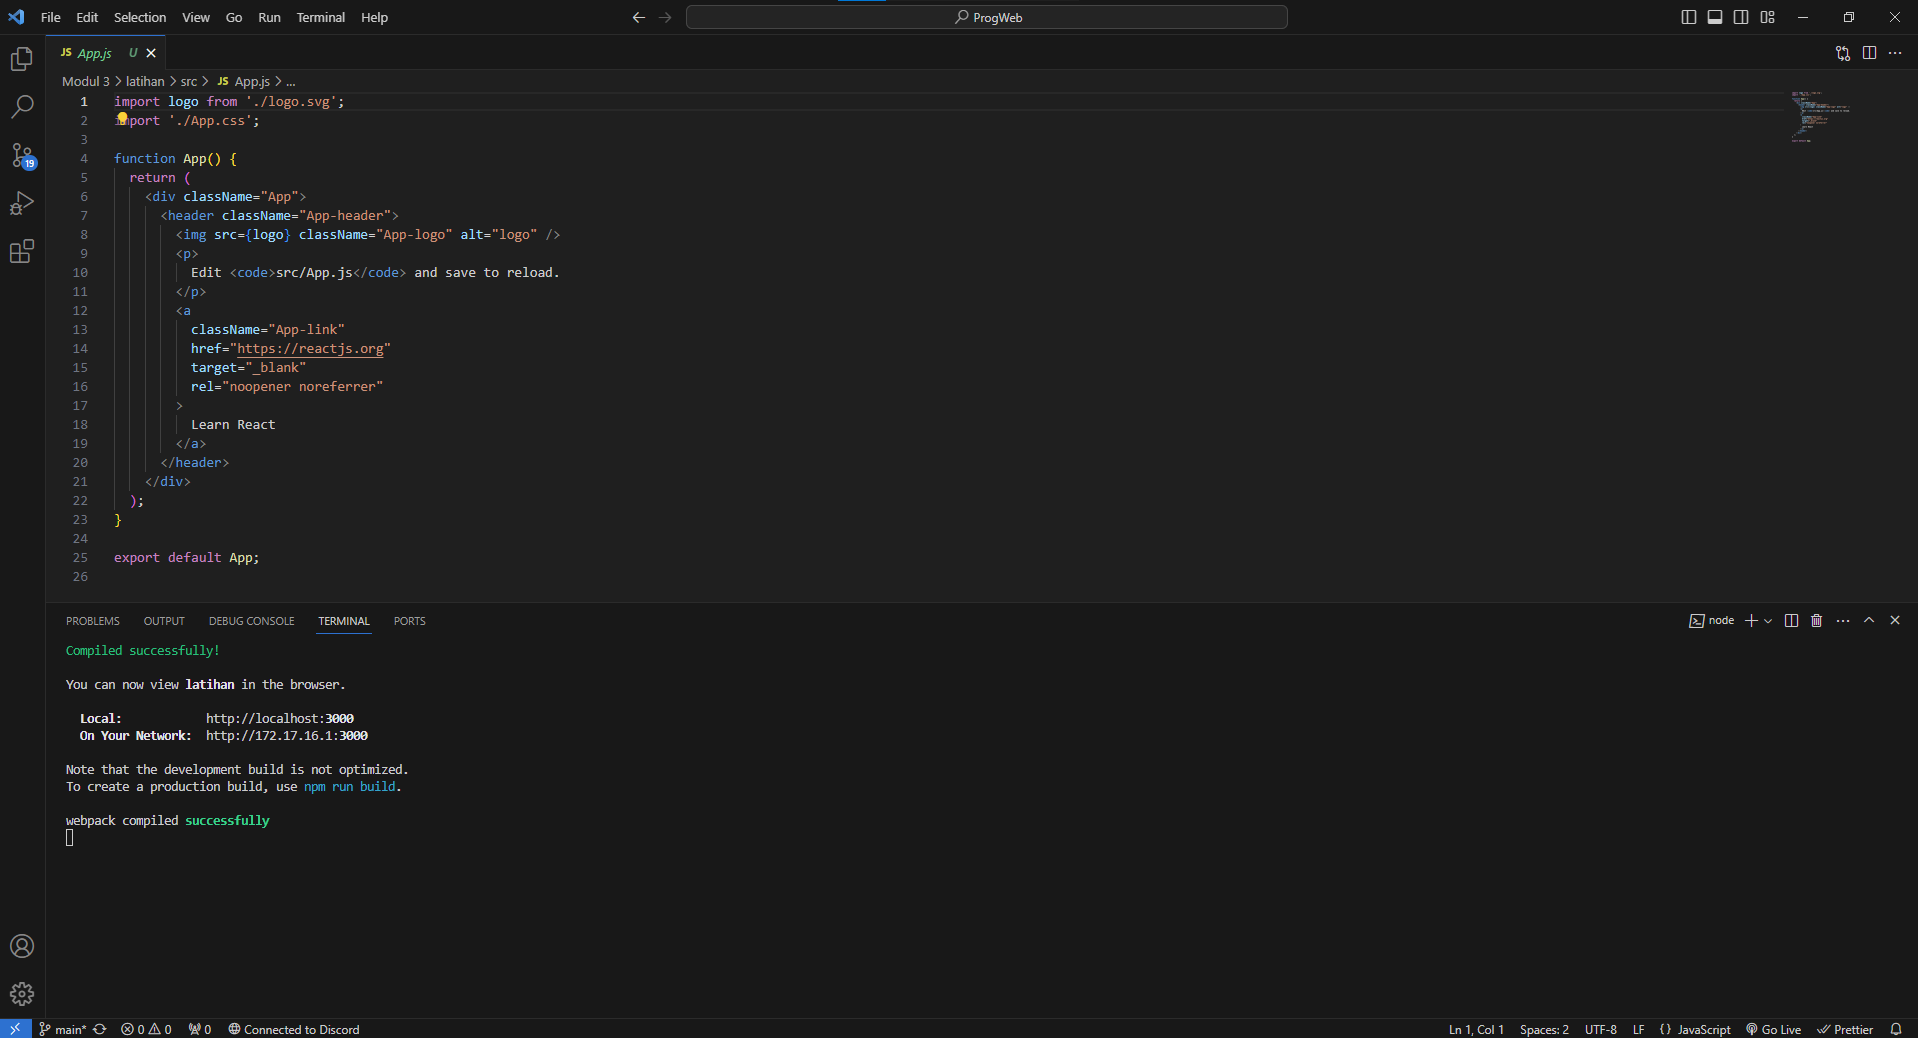 File Edit Selection View Go Run Terminal Help
ProgWeb
JS App.js U
Modul 3 > latihan > src > JS App.js > ...
1 import logo from './logo.svg';
2 import './App.css';
3
4 function App() {
5 return (
6 <div className="App">
7 <header className="App-header">
8 <img src={logo} className="App-logo" alt="logo" />
9 <p>
10 Edit <code>src/App.js</code> and save to reload.
11 </p>
12 <a
13 className="App-link"
14 href="https://reactjs.org"
15 target="_blank"
16 rel="noopener noreferrer"
17 >
18 Learn React
19 </a>
20 </header>
21 </div>
22 );
23 }
24
25 export default App;
26
19
PROBLEMS OUTPUT DEBUG CONSOLE TERMINAL PORTS
node
Compiled successfully!
You can now view latihan in the browser.
Local: http://localhost:3000
On Your Network: http://172.17.16.1:3000
Note that the development build is not optimized.
To create a production build, use npm run build.
webpack compiled successfully
main* 0 0 0 Connected to Discord
Ln 1, Col 1 Spaces: 2 UTF-8 LF {} JavaScript Go Live Prettier